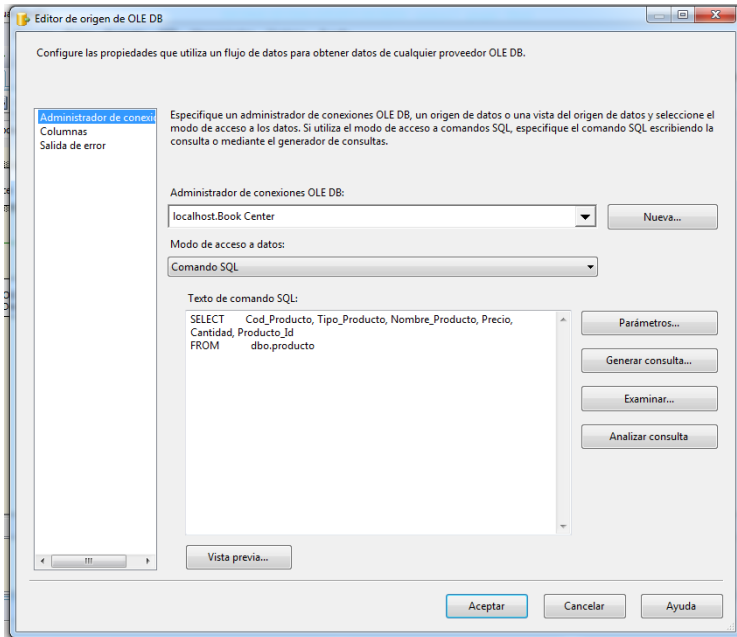 Editor de origen de OLE DB
Configure las propiedades que utiliza un flujo de datos para obtener datos de cualquier proveedor OLE DB.
Administrador de conexi
Columnas
Salida de error
Especifique un administrador de conexiones OLE DB, un origen de datos o una vista del origen de datos y seleccione el
modo de acceso a los datos. Si utiliza el modo de acceso a comandos SQL, especifique el comando SQL escribiendo la
consulta o mediante el generador de consultas.
Administrador de conexiones OLE DB:
localhost.Book Center
Nueva...
Modo de acceso a datos:
Comando SQL
Texto de comando SQL:
SELECT Cod_Producto, Tipo_Producto, Nombre_Producto, Precio,
Cantidad, Producto_Id
FROM dbo.producto
Parámetros...
Generar consulta...
Examinar...
Analizar consulta
Vista previa...
Aceptar
Cancelar
Ayuda